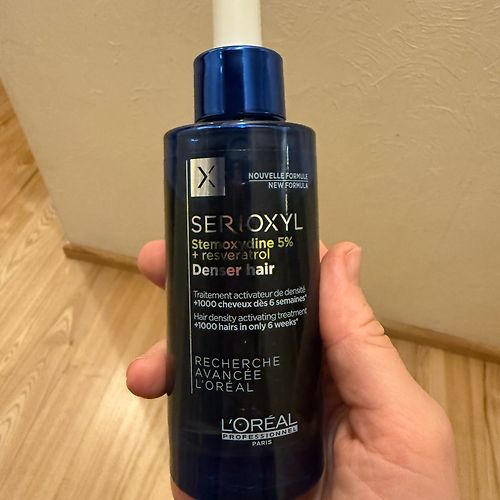 X
NOUVELLE FORMULE
NEW FORMULA
SERIOXYL
Stemoxydine 5%
+ resveratrol
Denser hair
Traitement activateur de densité
+1000 cheveux dès 6 semaines*
Hair density activating treatment
+1000 hairs in only 6 weeks*
RECHERCHE
AVANCÉE
L'ORÉAL
L'ORÉAL
PROFESSIONNEL
PARIS